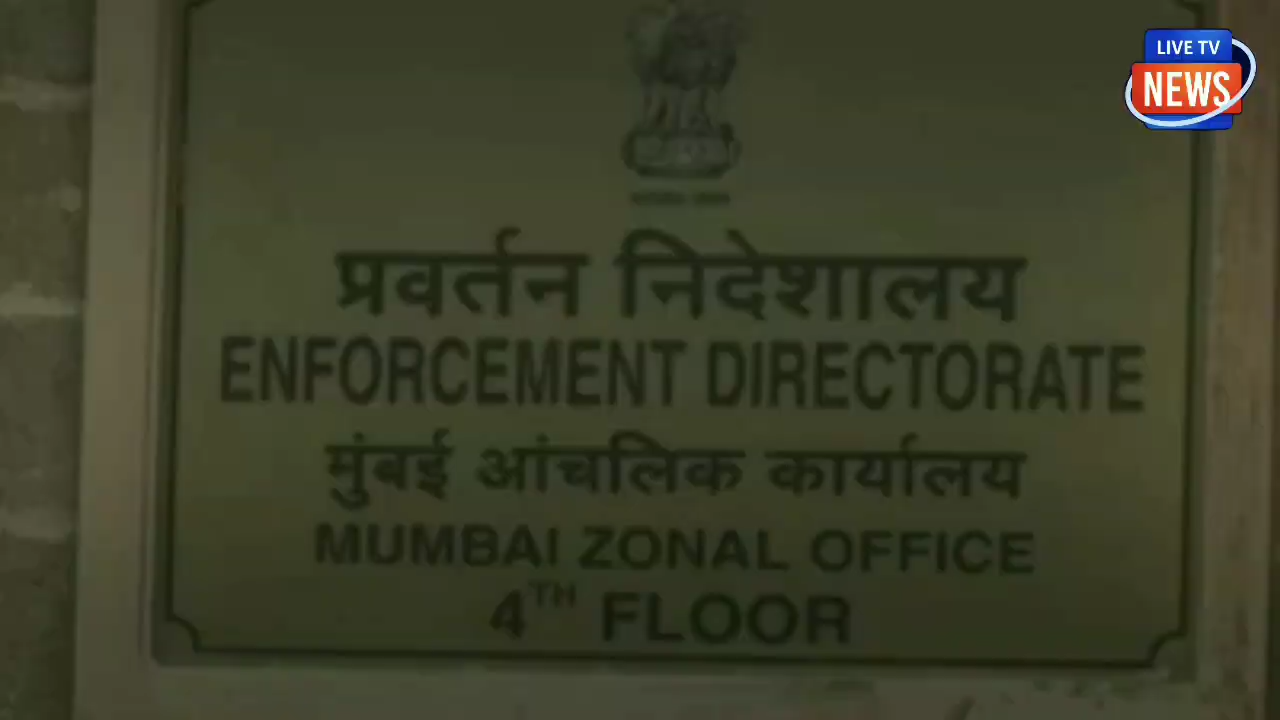 LIVE TV
NEWS
प्रवर्तन निदेशालय
ENFORCEMENT DIRECTORATE
मुंबई आंचलिक कार्यालय
MUMBAI ZONAL OFFICE
4TH FLOOR